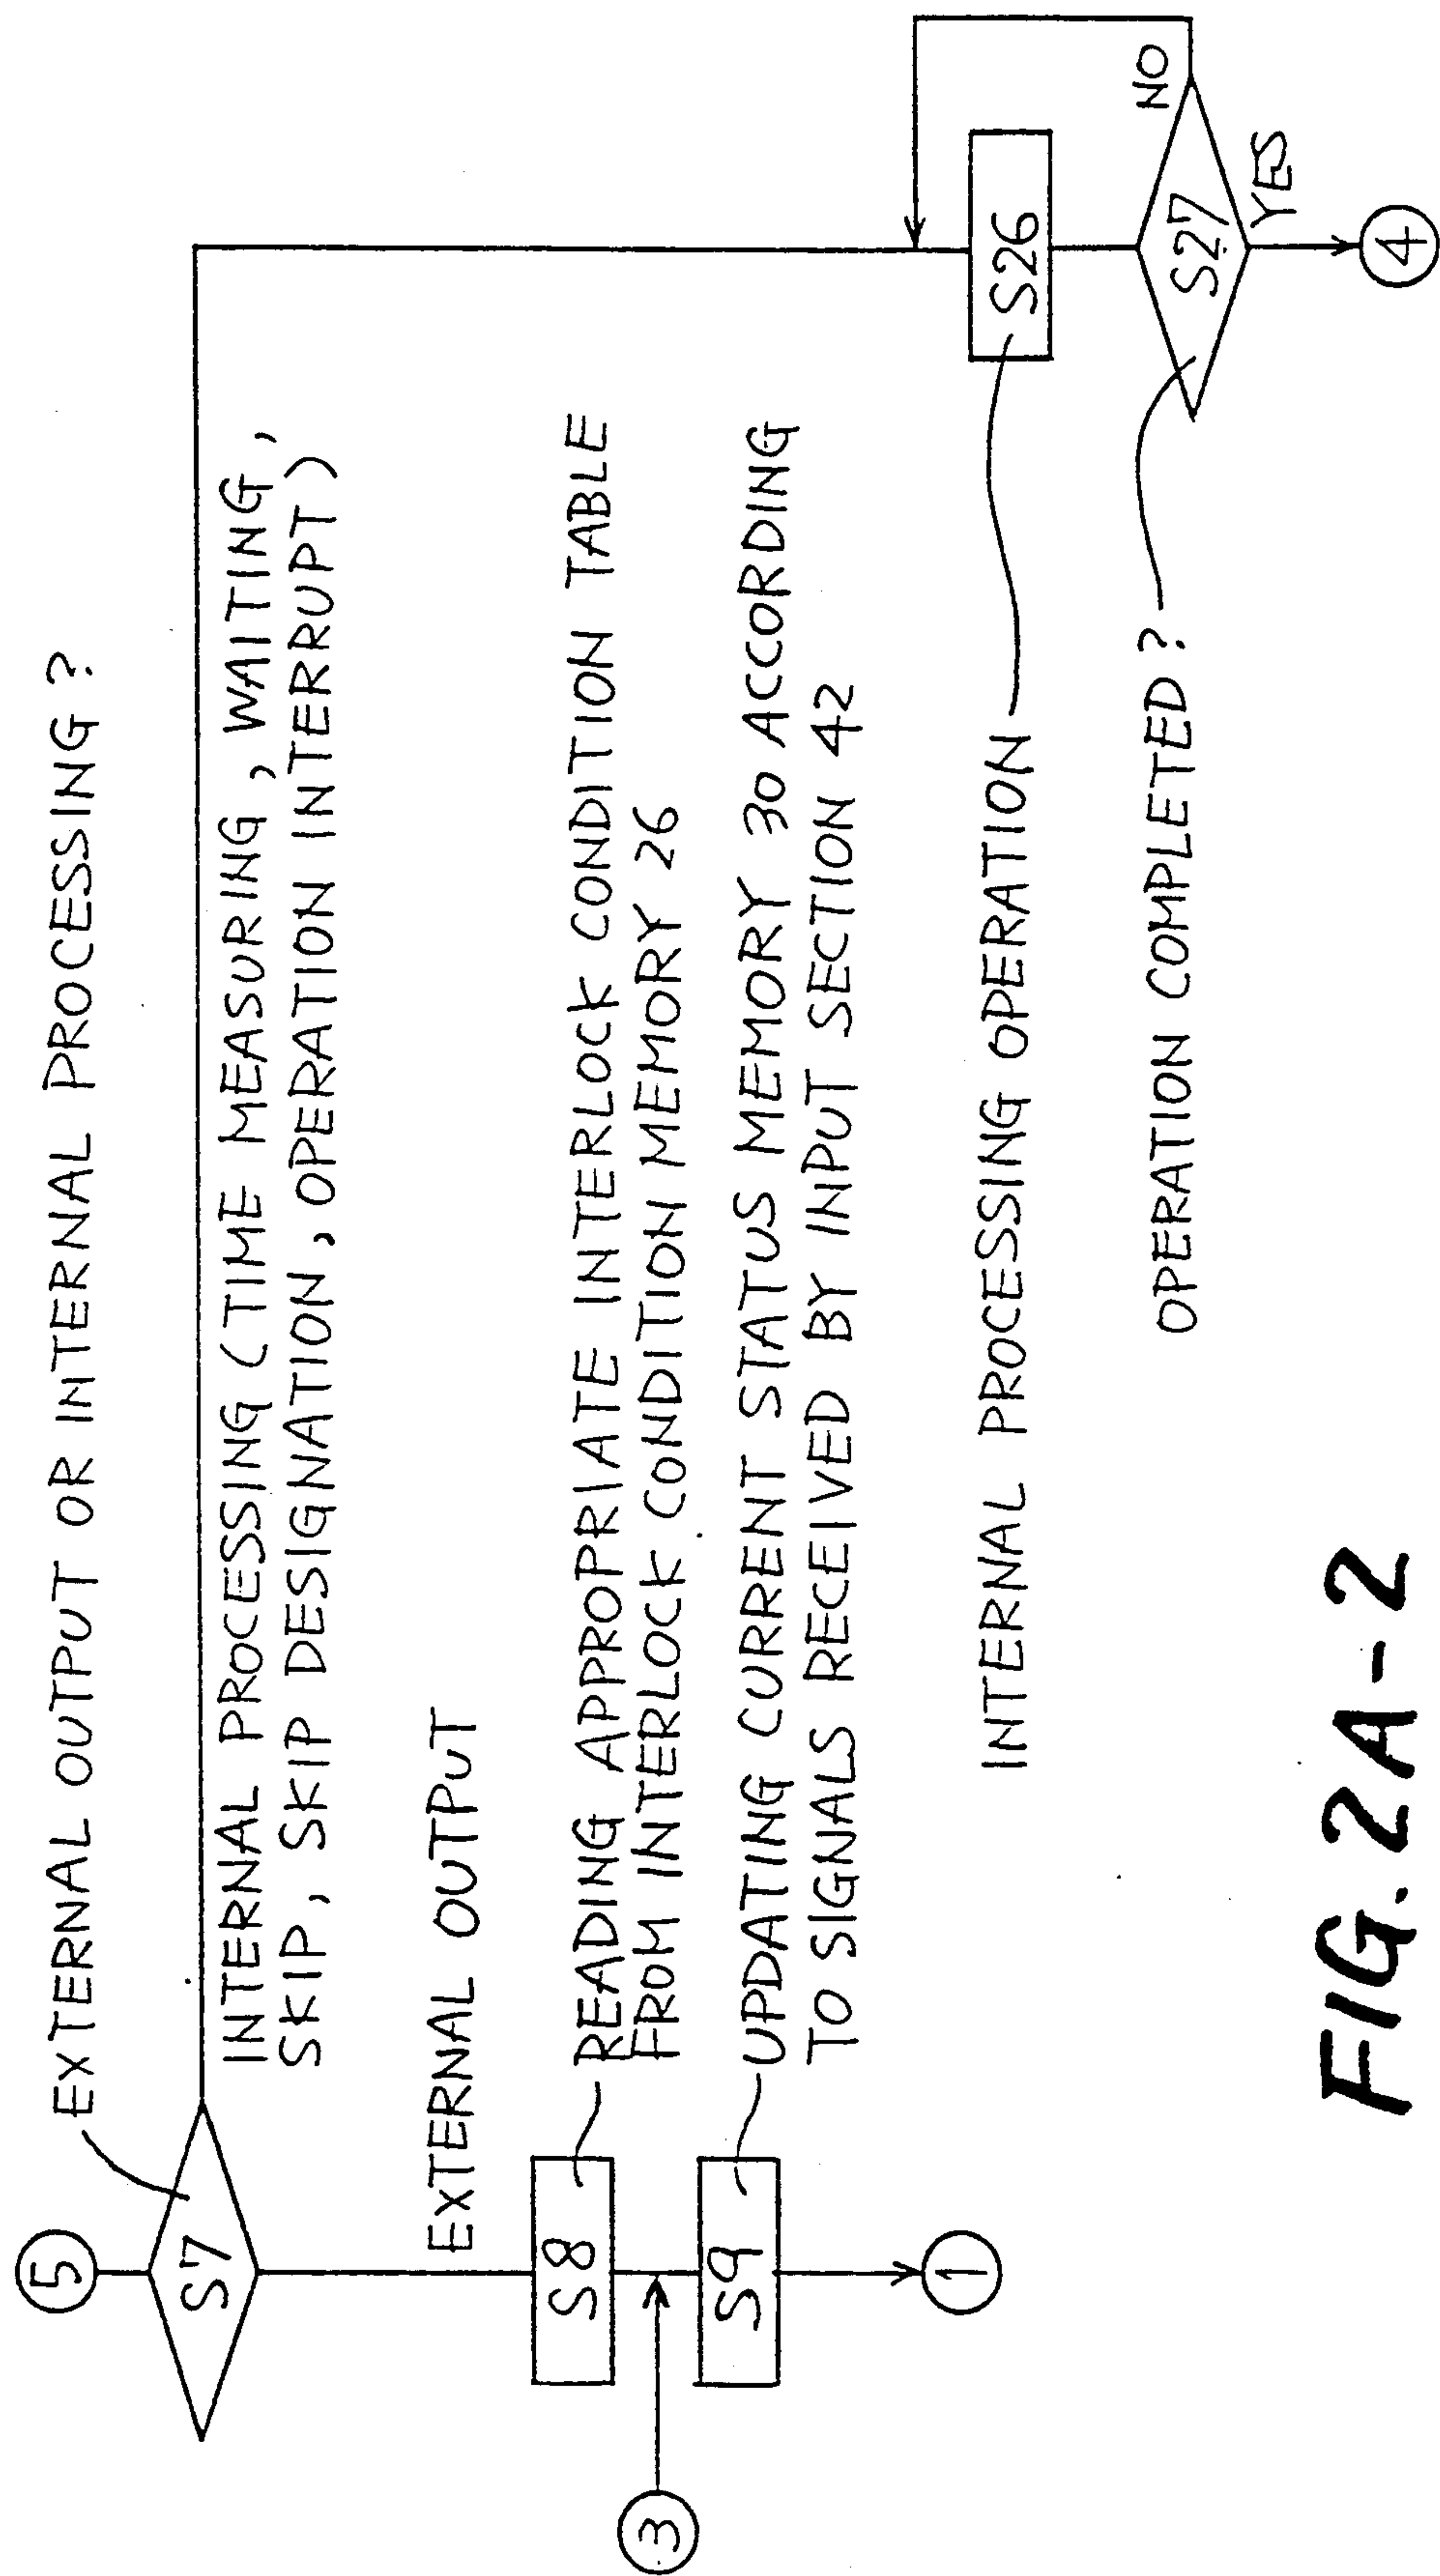 5
EXTERNAL OUTPUT OR INTERNAL PROCESSING ?
S7
INTERNAL PROCESSING (TIME MEASURING, WAITING,
SKIP, SKIP DESIGNATION, OPERATION INTERRUPT)
EXTERNAL OUTPUT
S8
READING APPROPRIATE INTERLOCK CONDITION TABLE
FROM INTERLOCK CONDITION MEMORY 26
3
S9
UPDATING CURRENT STATUS MEMORY 30 ACCORDING
TO SIGNALS RECEIVED BY INPUT SECTION 42
1
INTERNAL PROCESSING OPERATION
S26
OPERATION COMPLETED ?
S27
NO
YES
4
FIG. 2A-2